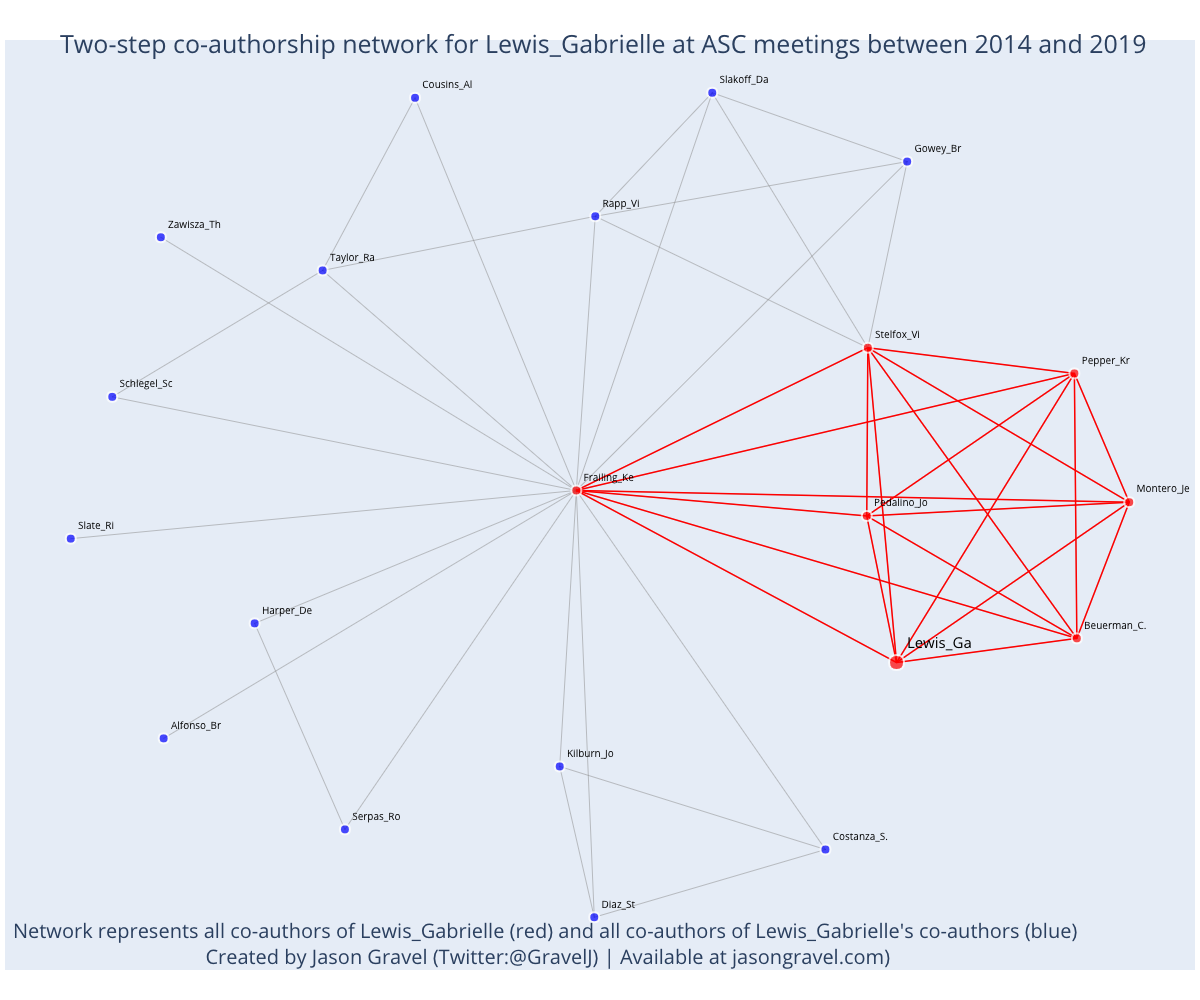 Two-step co-authorship network for Lewis_Gabrielle at ASC meetings between 2014 and 2019
Slakoff_Da
Cousins_Al
Gowey_Br
Rapp_Vi
Zawisza_Th
Taylor_Ra
Stelfox_Vi
Pepper_Kr
Schlegel_Sc
Frailing_Ke
Montero_Je
Pedalino_Jo
Slate_Ri
Harper_De
Beuerman_C.
Lewis_Ga
Alfonso_Br
Kilburn_Jo
Serpas_Ro
Costanza_S.
Diaz_St
Network represents all co-authors of Lewis_Gabrielle (red) and all co-authors of Lewis_Gabrielle's co-authors (blue)
Created by Jason Gravel (Twitter:@GravelJ) | Available at jasongravel.com)